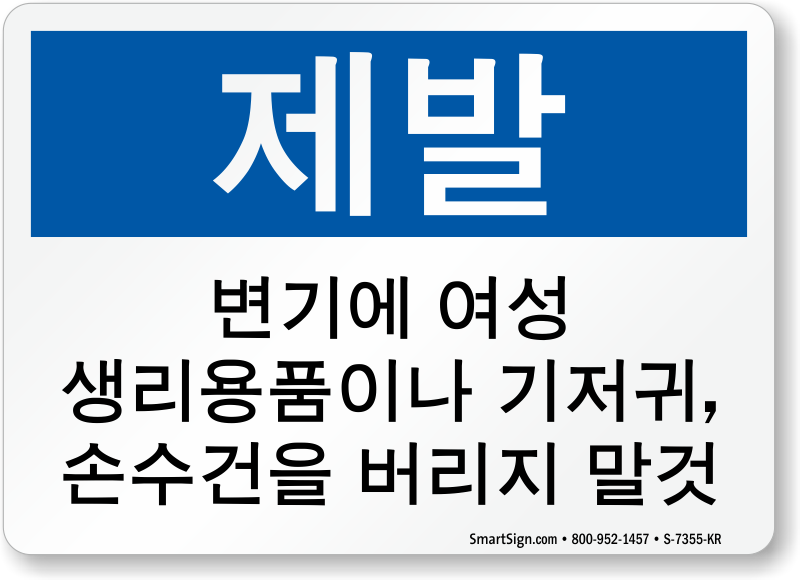 제발
변기에 여성
생리용품이나 기저귀,
손수건을 버리지 말것
SmartSign.com • 800-952-1457 • S-7355-KR